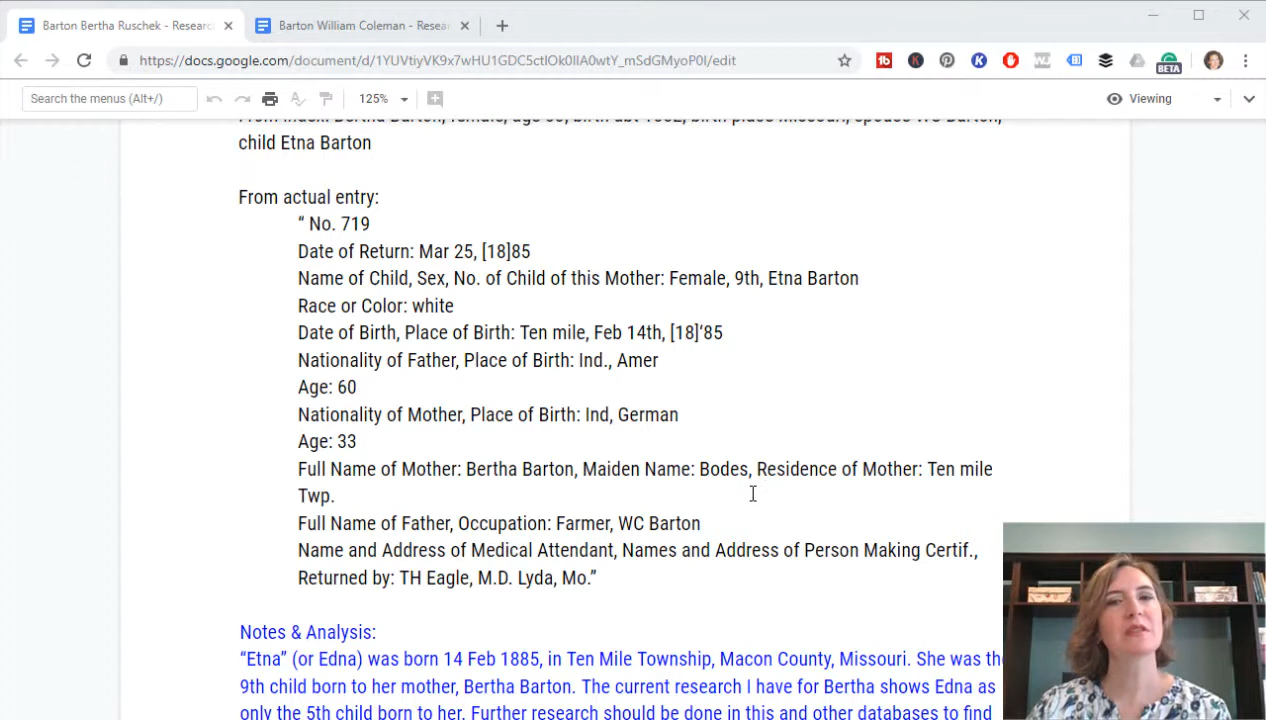 Barton Bertha Ruschek - Researc
Barton William Coleman - Resear
https://docs.google.com/document/d/1YUVtiyVK9x7wHU1GDC5ctlOk0lIA0wtY_mSdGMyoP0I/edit
BETA
Search the menus (Alt+/)
125%
Viewing
child Etna Barton
From actual entry:
“ No. 719
Date of Return: Mar 25, [18]85
Name of Child, Sex, No. of Child of this Mother: Female, 9th, Etna Barton
Race or Color: white
Date of Birth, Place of Birth: Ten mile, Feb 14th, [18]‘85
Nationality of Father, Place of Birth: Ind., Amer
Age: 60
Nationality of Mother, Place of Birth: Ind, German
Age: 33
Full Name of Mother: Bertha Barton, Maiden Name: Bodes, Residence of Mother: Ten mile
Twp.
Full Name of Father, Occupation: Farmer, WC Barton
Name and Address of Medical Attendant, Names and Address of Person Making Certif.,
Returned by: TH Eagle, M.D. Lyda, Mo.”
Notes & Analysis:
“Etna” (or Edna) was born 14 Feb 1885, in Ten Mile Township, Macon County, Missouri. She was th
9th child born to her mother, Bertha Barton. The current research I have for Bertha shows Edna as
only the 5th child born to her. Further research should be done in this and other databases to find